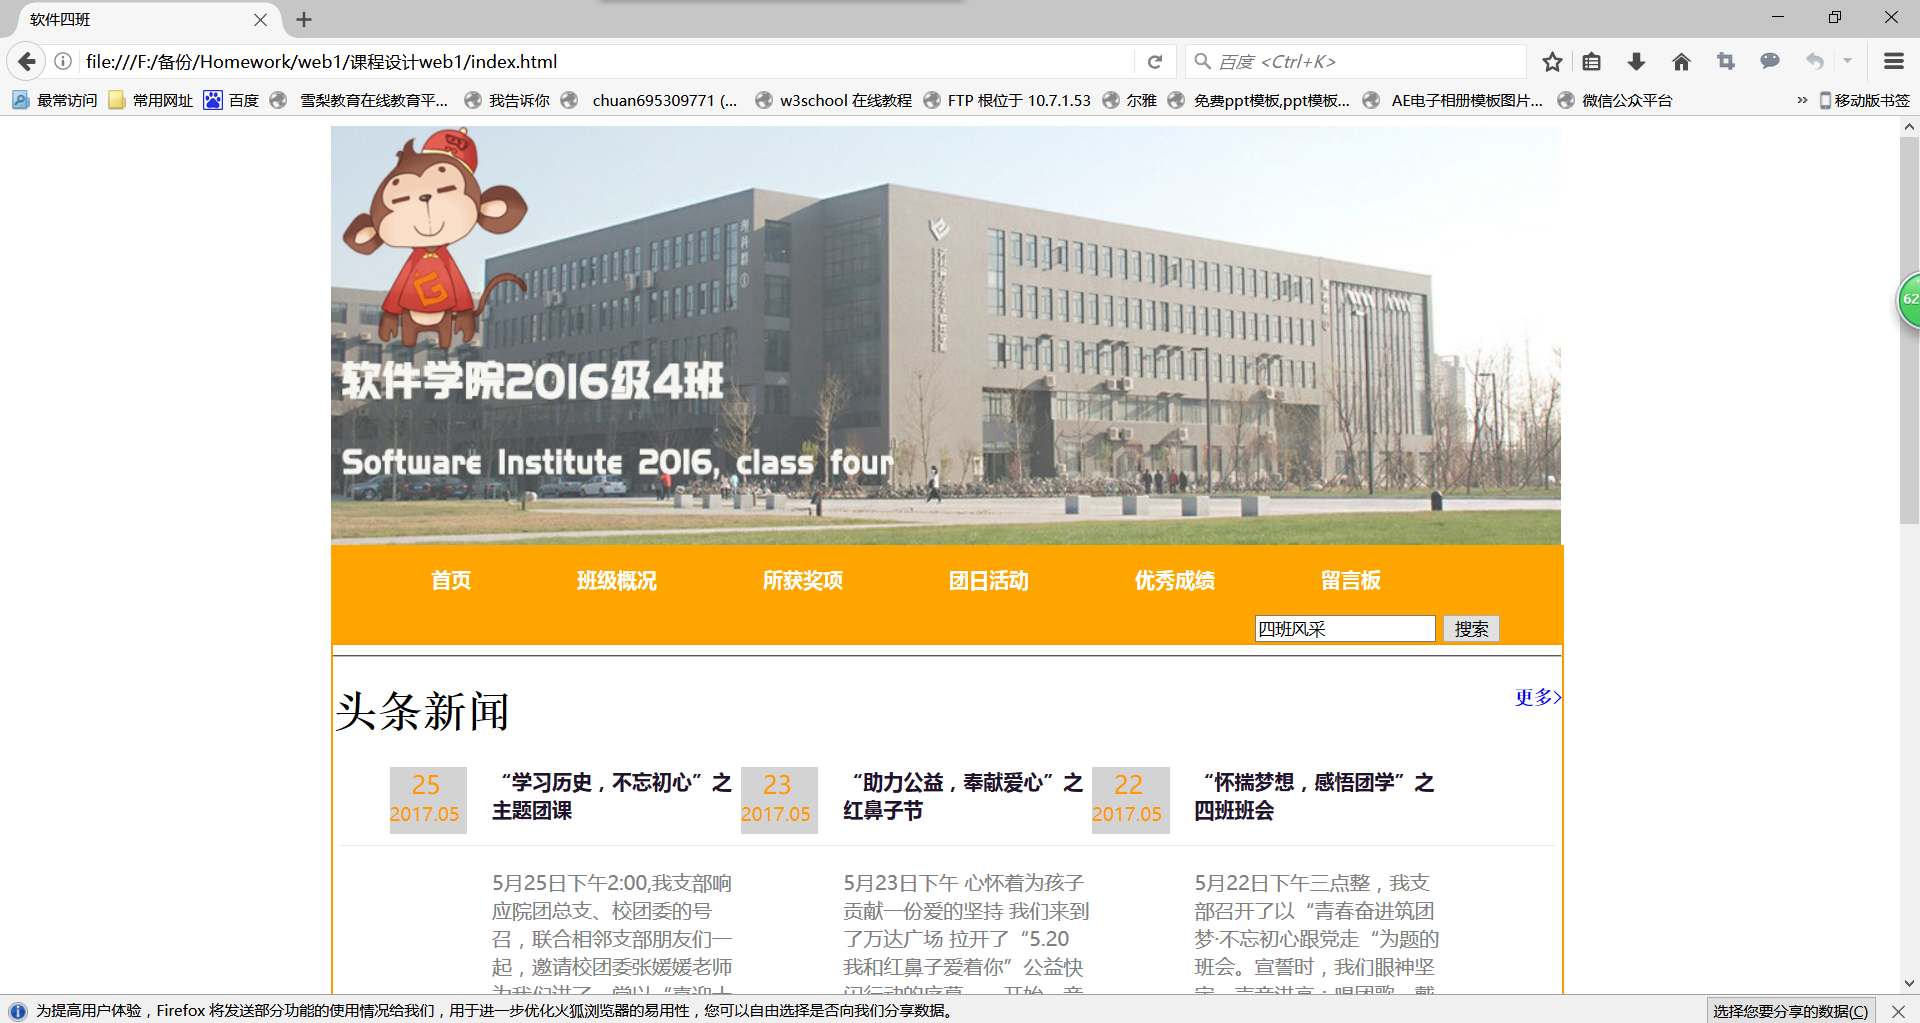 软件四班
file:///F:/备份/Homework/web1/课程设计web1/index.html
百度 <Ctrl+K>
最常访问 常用网址 百度 雪梨教育在线教育平... 我告诉你 chuan695309771 (... w3school 在线教程 FTP 根位于 10.7.1.53 尔雅 免费ppt模板,ppt模板... AE电子相册模板图片... 微信公众平台 » 移动版书签
62
软件学院2016级4班
Software Institute 2016, class four
首页 班级概况 所获奖项 团日活动 优秀成绩 留言板
四班风采 搜索
头条新闻 更多>
25
2017.05
“学习历史，不忘初心”之
主题团课
23
2017.05
“助力公益，奉献爱心”之
红鼻子节
22
2017.05
“怀揣梦想，感悟团学”之
四班班会
5月25日下午2:00,我支部响
应院团总支、校团委的号
召，联合相邻支部朋友们一
起，邀请校团委张媛媛老师
5月23日下午 心怀着为孩子
贡献一份爱的坚持 我们来到
了万达广场 拉开了“5.20
我和红鼻子爱着你”公益快
5月22日下午三点整，我支
部召开了以“青春奋进筑团
梦·不忘初心跟党走“为题的
班会。宣誓时，我们眼神坚
为提高用户体验，Firefox 将发送部分功能的使用情况给我们，用于进一步优化火狐浏览器的易用性，您可以自由选择是否向我们分享数据。
选择您要分享的数据(C)